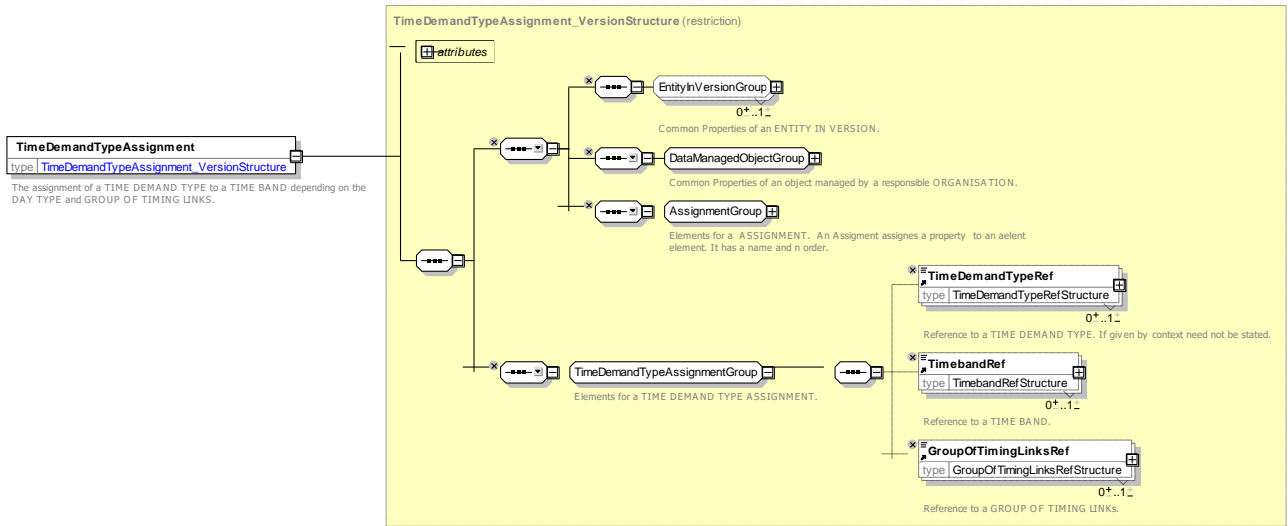 TimeDemandTypeAssignment_VersionStructure (restriction)
attributes
EntityInVersionGroup
0..1
Common Properties of an ENTITY IN VERSION.
TimeDemandTypeAssignment
type TimeDemandTypeAssignment_VersionStructure
The assignment of a TIME DEMAND TYPE to a TIME BAND depending on the
DAY TYPE and GROUP OF TIMING LINKS.
DataManagedObjectGroup
Common Properties of an object managed by a responsible ORGANISATION.
AssignmentGroup
Elements for a ASSIGNMENT. An Assigment assignes a property to an aelent
element. It has a name and n order.
TimeDemandTypeRef
type TimeDemandTypeRefStructure
0..1
Reference to a TIME DEMAND TYPE. If given by context need not be stated.
TimeDemandTypeAssignmentGroup
Elements for a TIME DEMAND TYPE ASSIGNMENT.
TimebandRef
type TimebandRefStructure
0..1
Reference to a TIME BAND.
GroupOfTimingLinksRef
type GroupOfTimingLinksRefStructure
0..1
Reference to a GROUP OF TIMING LINKs.